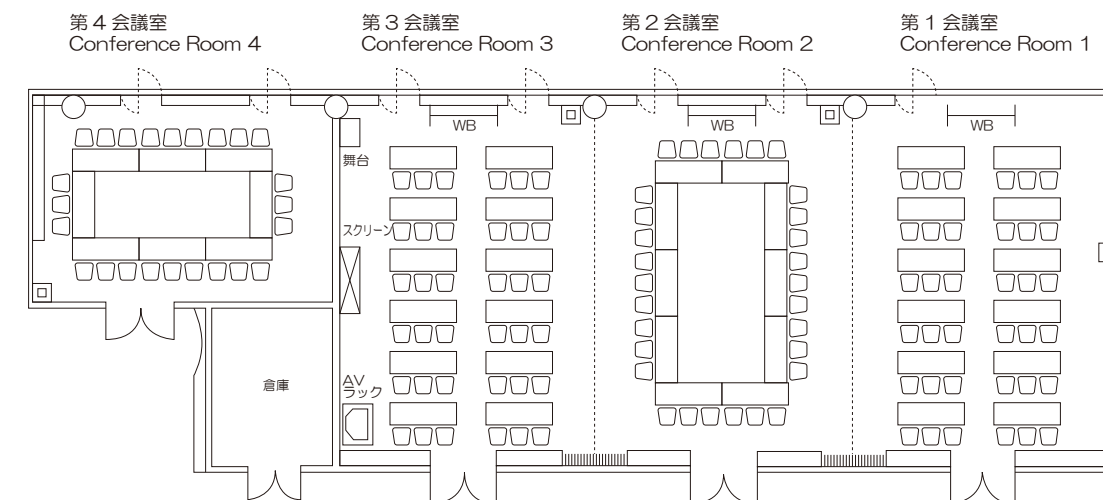 第4会議室
Conference Room 4
第3会議室
Conference Room 3
第2会議室
Conference Room 2
第1会議室
Conference Room 1
WB
WB
WB
舞台
スクリーン
AV
ラック
倉庫